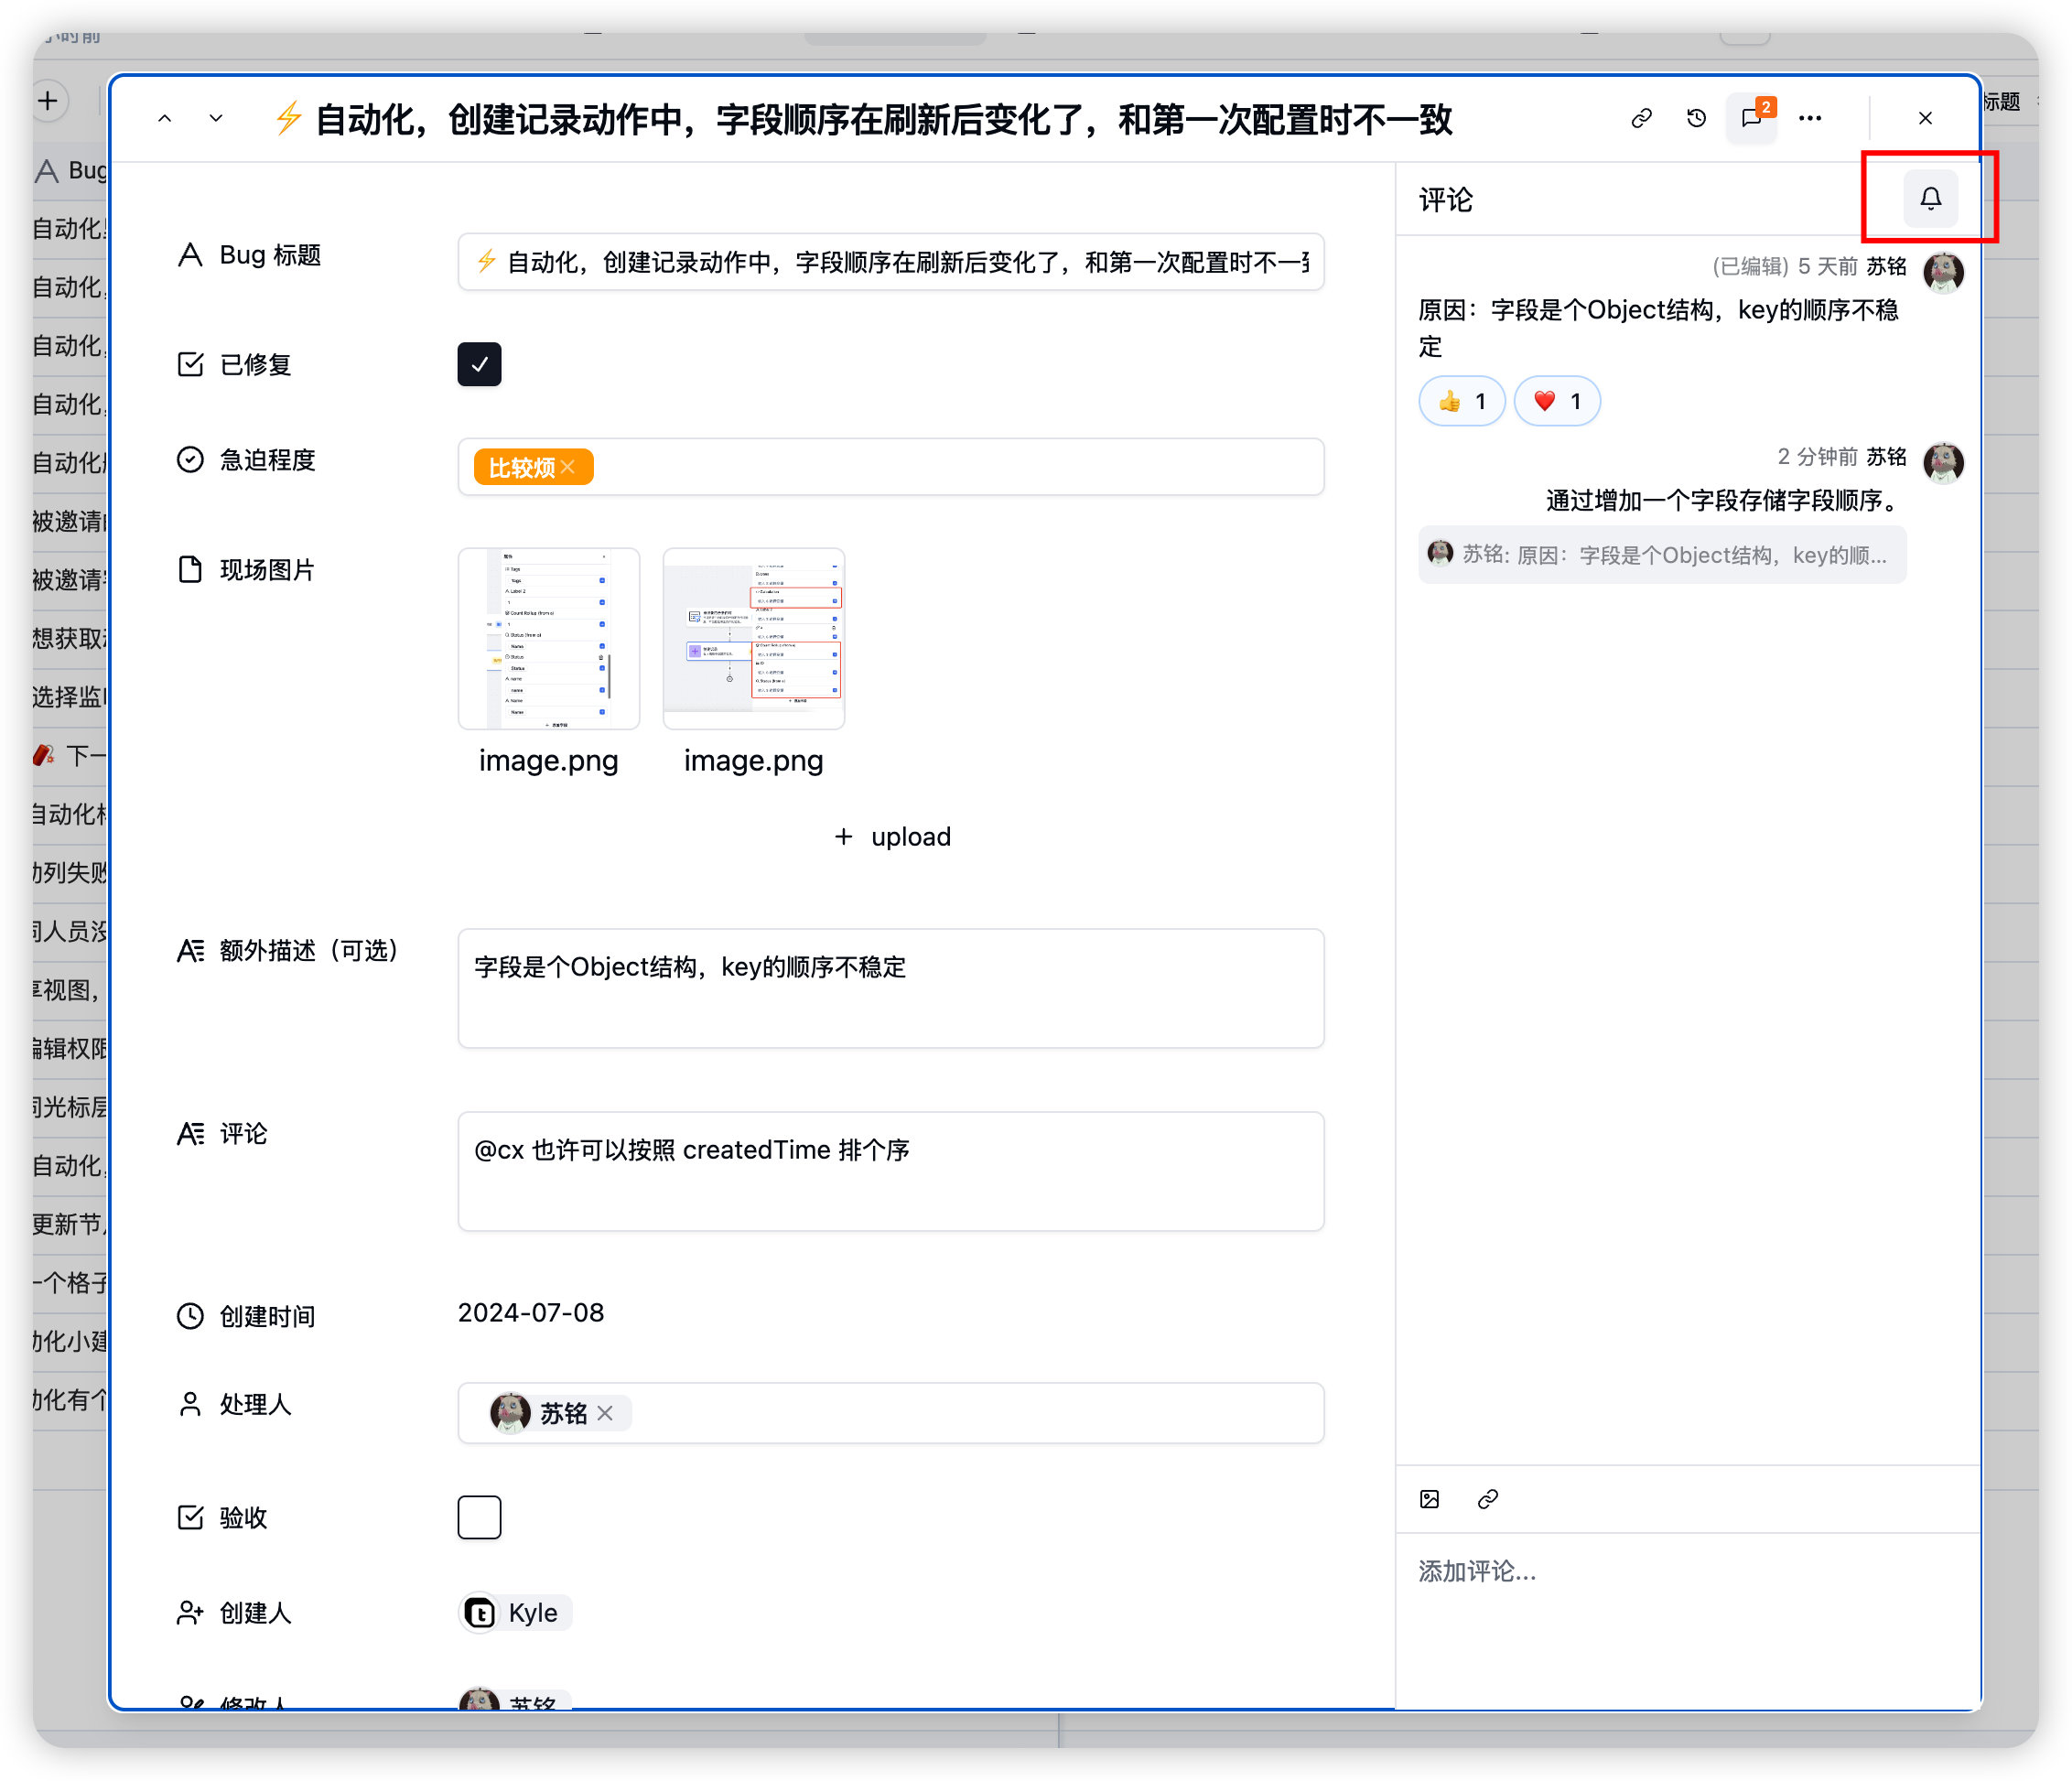 小时前
标题
⚡ 自动化，创建记录动作中，字段顺序在刷新后变化了，和第一次配置时不一致
2
Bug
自动化
自动化，
自动化，
自动化，
自动化
被邀请
被邀请
想获取
选择监
下一
自动化
动列失败
同人员没
享视图，
编辑权限
同光标层
自动化，
更新节
一个格子
动化小建
动化有个
Bug 标题
⚡ 自动化，创建记录动作中，字段顺序在刷新后变化了，和第一次配置时不一致
已修复
急迫程度
比较烦
现场图片
image.png
image.png
+ upload
额外描述（可选）
字段是个Object结构，key的顺序不稳定
评论
@cx 也许可以按照 createdTime 排个序
创建时间
2024-07-08
处理人
苏铭
验收
创建人
Kyle
修改人
苏铭
评论
(已编辑) 5 天前 苏铭
原因：字段是个Object结构，key的顺序不稳
定
👍 1
❤️ 1
2 分钟前 苏铭
通过增加一个字段存储字段顺序。
苏铭: 原因：字段是个Object结构，key的顺...
添加评论...